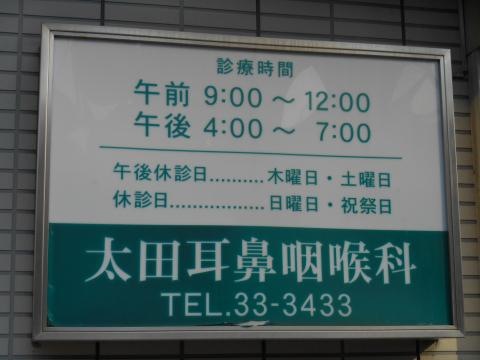 診療時間
午前 9:00～12:00
午後 4:00～ 7:00
午後休診日..........木曜日・土曜日
休診日..................日曜日・祝祭日
太田耳鼻咽喉科
TEL.33-3433